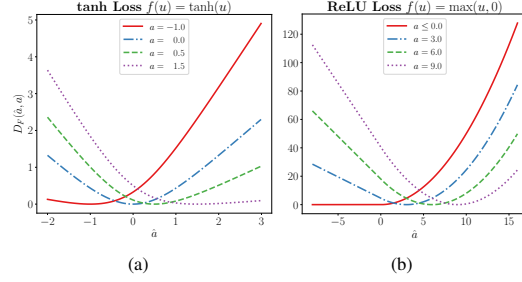 tanh Loss f(u) = tanh(u)
5
4
3
2
1
0
D_F(â, a)
a = −1.0
a = 0.0
a = 0.5
a = 1.5
−2 −1 0 1 2 3
â
(a)
ReLU Loss f(u) = max(u, 0)
120
100
80
60
40
20
0
a ≤ 0.0
a = 3.0
a = 6.0
a = 9.0
−5 0 5 10 15
â
(b)